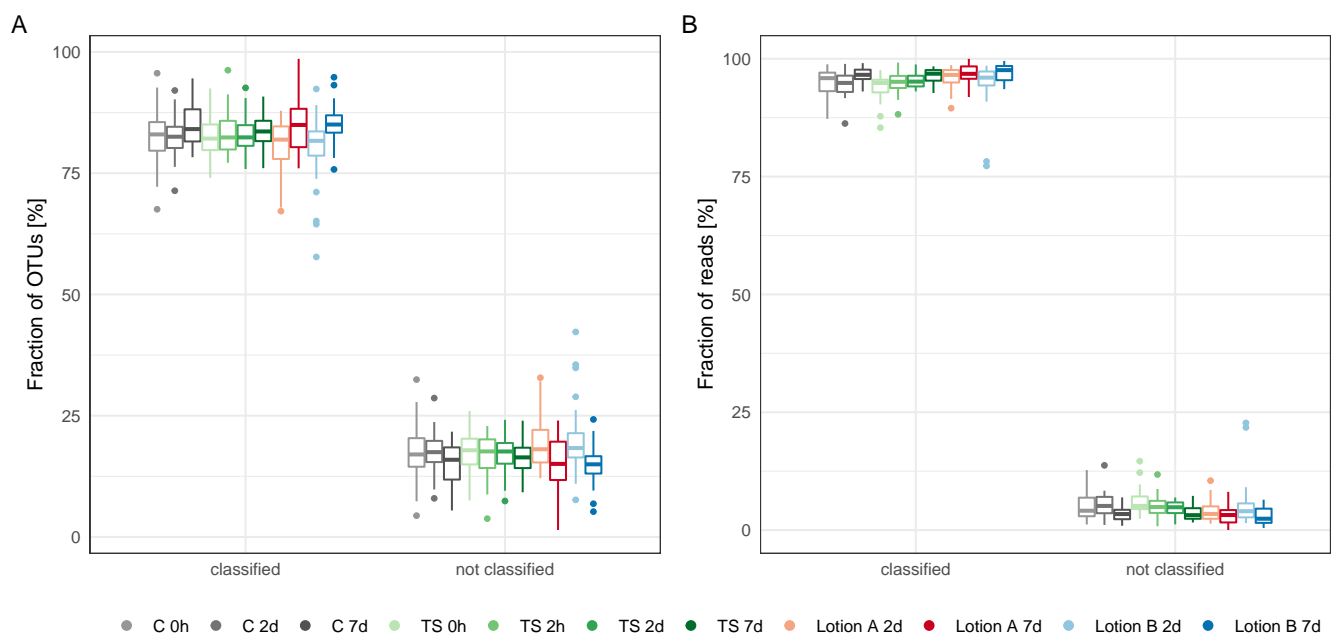 A
Fraction of OTUs [%]
100
75
50
25
0
classified
not classified
B
Fraction of reads [%]
100
75
50
25
0
classified
not classified
C 0h C 2d C 7d TS 0h TS 2h TS 2d TS 7d Lotion A 2d Lotion A 7d Lotion B 2d Lotion B 7d